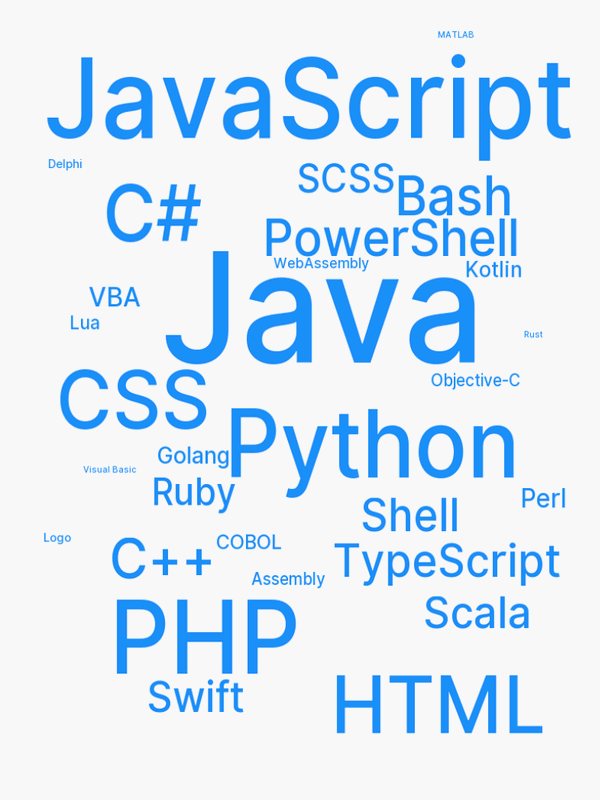 MATLAB
JavaScript
Delphi
SCSS
Bash
C#
PowerShell
WebAssembly
Kotlin
Java
VBA
Lua
Rust
Objective-C
CSS
Python
Golang
Visual Basic
Ruby
Perl
Shell
Logo
COBOL
C++
TypeScript
Assembly
Scala
PHP
Swift
HTML